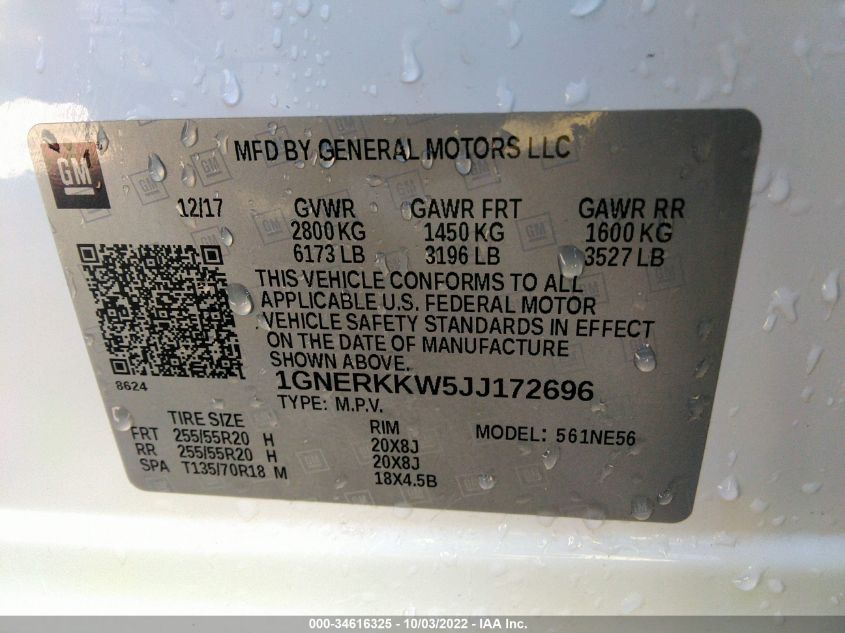 GM
MFD BY GENERAL MOTORS LLC
12/17 GVWR GAWR FRT GAWR RR
2800 KG 1450 KG 1600 KG
6173 LB 3196 LB 3527 LB
THIS VEHICLE CONFORMS TO ALL
APPLICABLE U.S. FEDERAL MOTOR
VEHICLE SAFETY STANDARDS IN EFFECT
ON THE DATE OF MANUFACTURE
SHOWN ABOVE.
8624
1GNERKKW5JJ172696
TYPE: M.P.V.
TIRE SIZE RIM MODEL: 561NE56
FRT 255/55R20 H 20X8J
RR 255/55R20 H 20X8J
SPA T135/70R18 M 18X4.5B
000-34616325 - 10/03/2022 - IAA Inc.